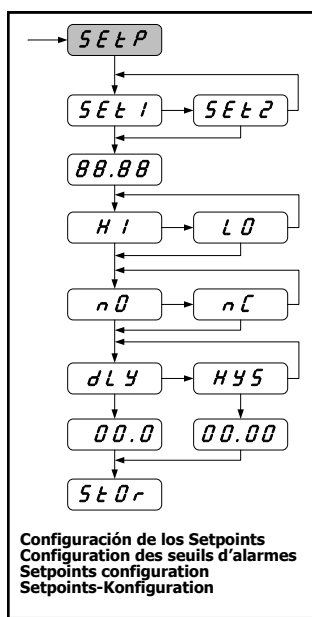 SEtP
SEt1 SEt2
88.88
HI LO
nO nC
dLY HYS
00.0 00.00
StOr
Configuración de los Setpoints
Configuration des seuils d'alarmes
Setpoints configuration
Setpoints-Konfiguration